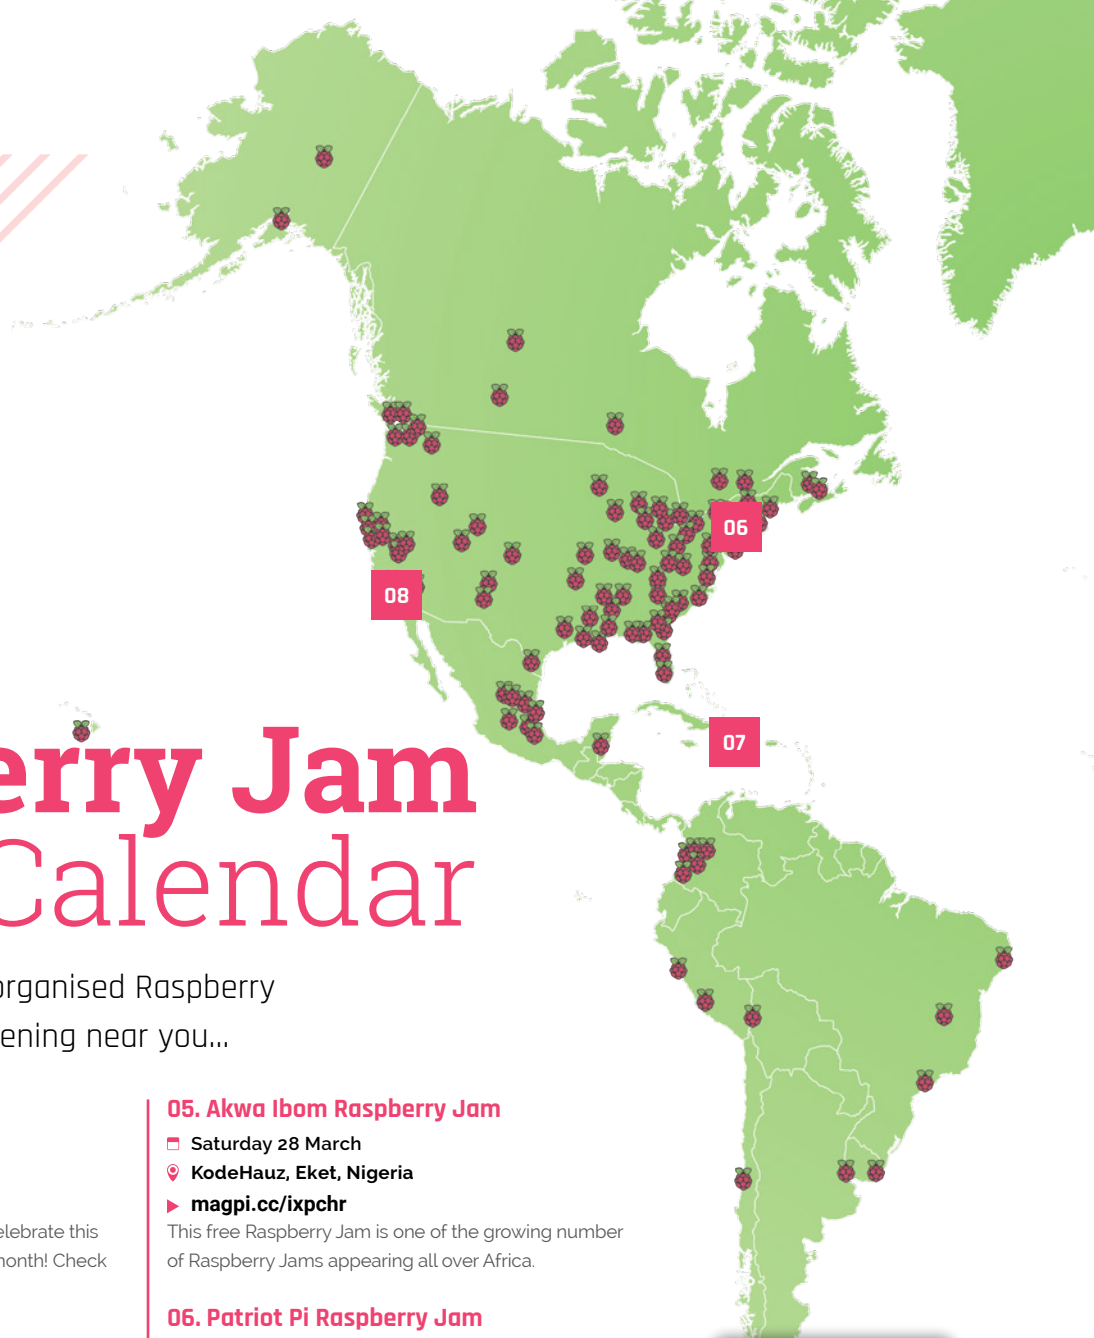 06
08
07
erry Jam
Calendar
organised Raspberry
ening near you...
elebrate this
month! Check
05. Akwa Ibom Raspberry Jam
Saturday 28 March
KodeHauz, Eket, Nigeria
magpi.cc/ixpchr
This free Raspberry Jam is one of the growing number
of Raspberry Jams appearing all over Africa.
06. Patriot Pi Raspberry Jam